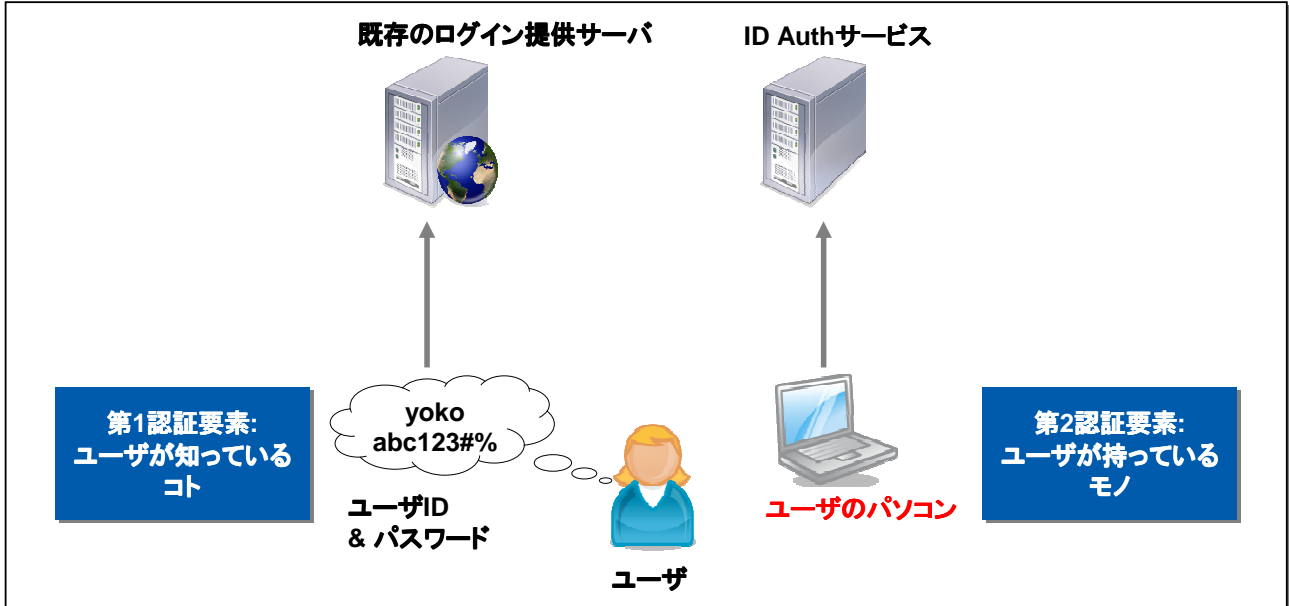 既存のログイン提供サーバ
ID Authサービス
第1認証要素:
ユーザが知っている
コト
yoko
abc123#%
ユーザID
& パスワード
ユーザ
ユーザのパソコン
第2認証要素:
ユーザが持っている
モノ